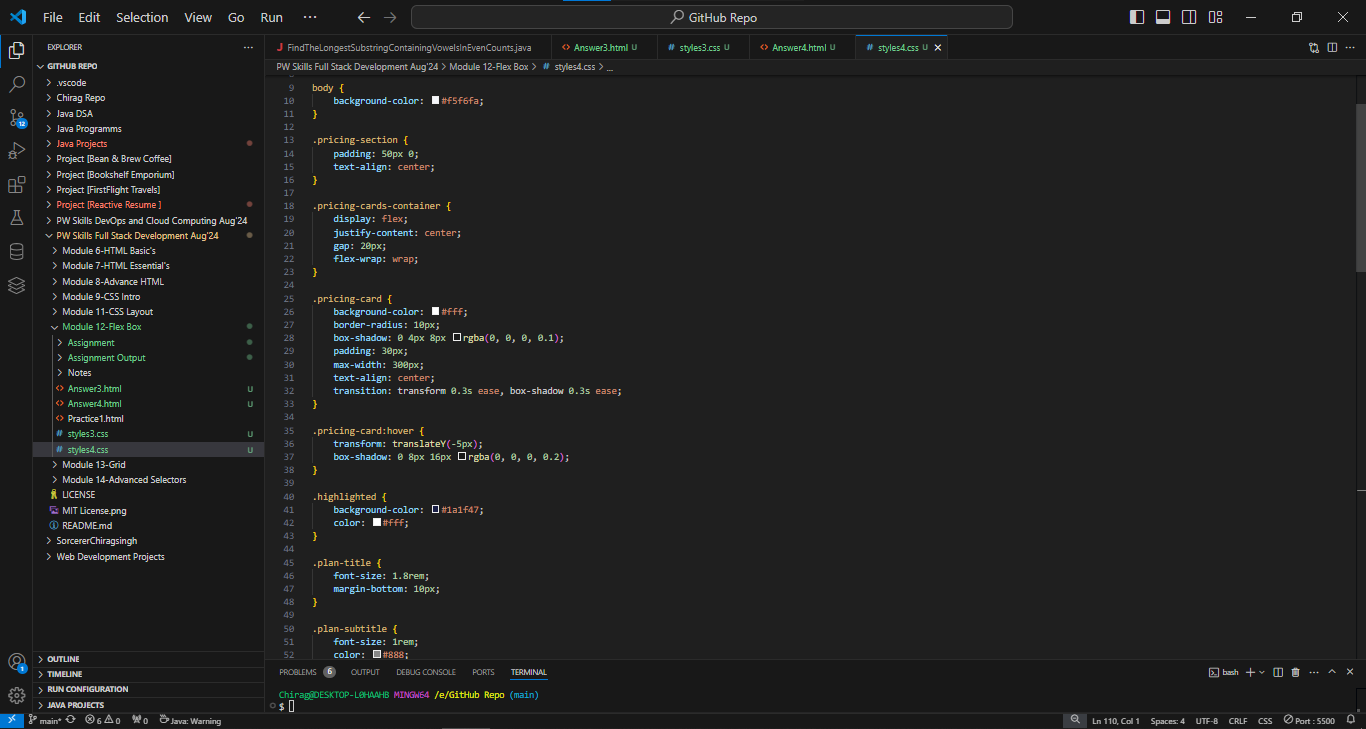 File Edit Selection View Go Run ··· GitHub Repo
EXPLORER ···
FindTheLongestSubstringContainingVowelsInEvenCounts.java Answer3.html U styles3.css U Answer4.html U styles4.css U
PW Skills Full Stack Development Aug'24 > Module 12-Flex Box > # styles4.css > ...
GITHUB REPO
.vscode
Chirag Repo
Java DSA
Java Programms
Java Projects
Project [Bean & Brew Coffee]
Project [Bookshelf Emporium]
Project [FirstFlight Travels]
Project [Reactive Resume ]
PW Skills DevOps and Cloud Computing Aug'24
PW Skills Full Stack Development Aug'24
Module 6-HTML Basic's
Module 7-HTML Essential's
Module 8-Advance HTML
Module 9-CSS Intro
Module 11-CSS Layout
Module 12-Flex Box
Assignment
Assignment Output
Notes
Answer3.html U
Answer4.html U
Practice1.html
styles3.css U
styles4.css U
Module 13-Grid
Module 14-Advanced Selectors
LICENSE
MIT License.png
README.md
SorcererChiragsingh
Web Development Projects
OUTLINE
TIMELINE
RUN CONFIGURATION
JAVA PROJECTS
12
1
9 body {
10 background-color: #f5f6fa;
11 }
12
13 .pricing-section {
14 padding: 50px 0;
15 text-align: center;
16 }
17
18 .pricing-cards-container {
19 display: flex;
20 justify-content: center;
21 gap: 20px;
22 flex-wrap: wrap;
23 }
24
25 .pricing-card {
26 background-color: #fff;
27 border-radius: 10px;
28 box-shadow: 0 4px 8px rgba(0, 0, 0, 0.1);
29 padding: 30px;
30 max-width: 300px;
31 text-align: center;
32 transition: transform 0.3s ease, box-shadow 0.3s ease;
33 }
34
35 .pricing-card:hover {
36 transform: translateY(-5px);
37 box-shadow: 0 8px 16px rgba(0, 0, 0, 0.2);
38 }
39
40 .highlighted {
41 background-color: #1a1f47;
42 color: #fff;
43 }
44
45 .plan-title {
46 font-size: 1.8rem;
47 margin-bottom: 10px;
48 }
49
50 .plan-subtitle {
51 font-size: 1rem;
52 color: #888;
PROBLEMS 6 OUTPUT DEBUG CONSOLE PORTS TERMINAL bash
Chirag@DESKTOP-L0HAAHB MINGW64 /e/GitHub Repo (main)
$
main* 6 0 0 Java: Warning Ln 110, Col 1 Spaces: 4 UTF-8 CRLF CSS Port : 5500